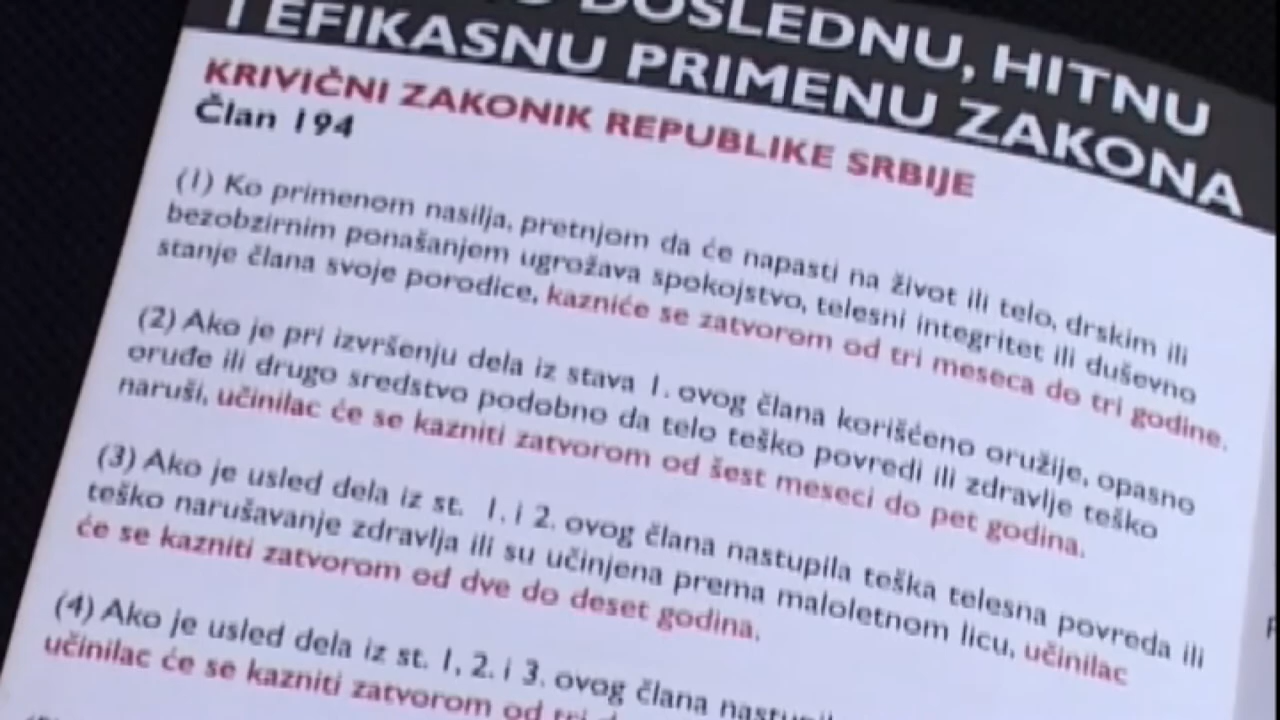 DOSLEDNU, HITNU
I EFIKASNU PRIMENU ZAKONA
KRIVIČNI ZAKONIK REPUBLIKE SRBIJE
Član 194
(1) Ko primenom nasilja, pretnjom da će napasti na život ili telo, drskim ili
bezobzirnim ponašanjem ugrožava spokojstvo, telesni integritet ili duševno
stanje člana svoje porodice, kazniće se zatvorom od tri meseca do tri godine.
(2) Ako je pri izvršenju dela iz stava 1. ovog člana korišćeno oružije, opasno
oruđe ili drugo sredstvo podobno da telo teško povredi ili zdravlje teško
naruši, učinilac će se kazniti zatvorom od šest meseci do pet godina.
(3) Ako je usled dela iz st. 1. i 2. ovog člana nastupila teška telesna povreda ili
teško narušavanje zdravlja ili su učinjena prema maloletnom licu, učinilac
će se kazniti zatvorom od dve do deset godina.
(4) Ako je usled dela iz st. 1, 2. i 3. ovog člana
učinilac će se kazniti zatvorom od tri